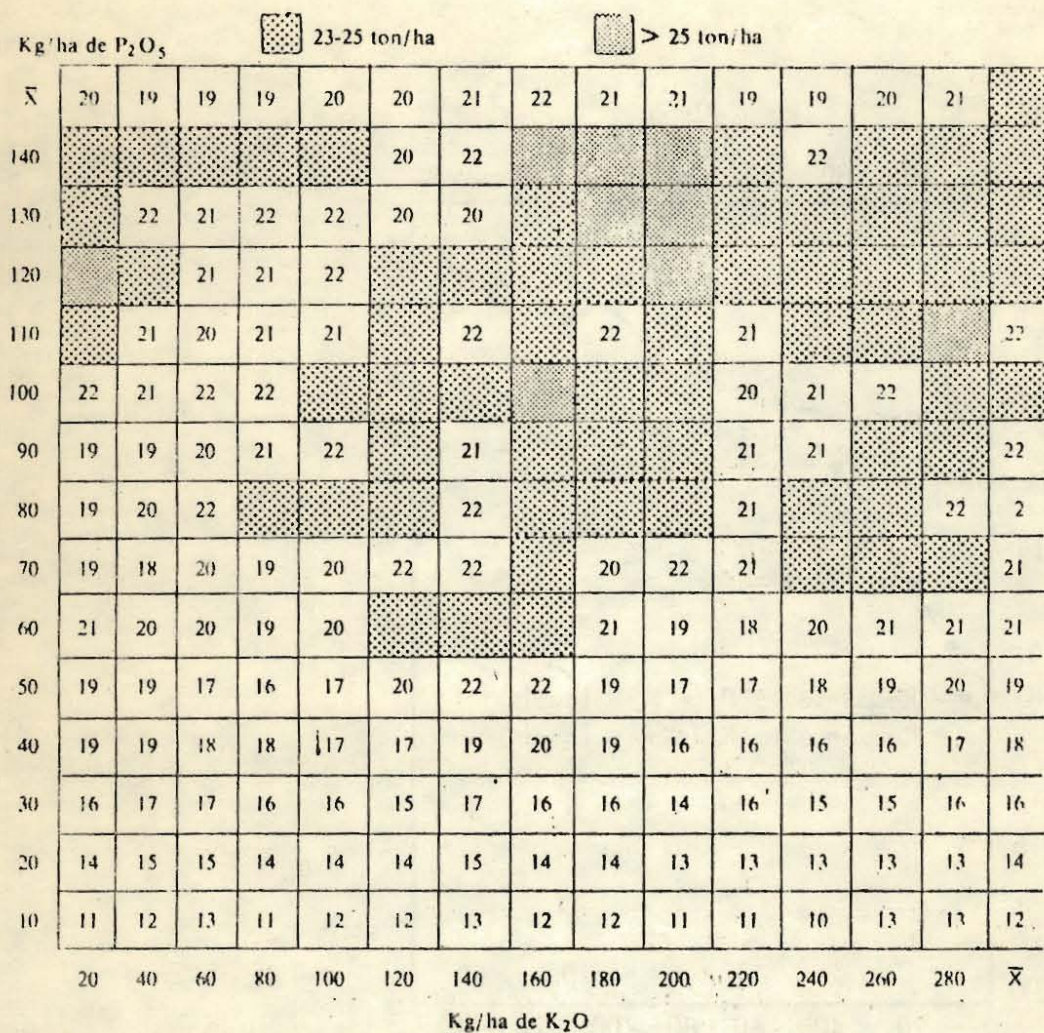 Kg/ha de P₂O₅ 23-25 ton/ha > 25 ton/ha
X̄ 20 19 19 19 20 20 21 22 21 21 19 19 20 21
140 20 22 22
130 22 21 22 22 20 20
120 21 21 22
110 21 20 21 21 22 22 21 22
100 22 21 22 22 20 21 22
90 19 19 20 21 22 21 21 21 22
80 19 20 22 22 21 22 2
70 19 18 20 19 20 22 22 20 22 21 21
60 21 20 20 19 20 21 19 18 20 21 21 21
50 19 19 17 16 17 20 22 22 19 17 17 18 19 20 19
40 19 19 18 18 17 17 19 20 19 16 16 16 16 17 18
30 16 17 17 16 16 15 17 16 16 14 16 15 15 16 16
20 14 15 15 14 14 14 15 14 14 13 13 13 13 13 14
10 11 12 13 11 12 12 13 12 12 11 11 10 13 13 12
20 40 60 80 100 120 140 160 180 200 220 240 260 280 X̄
Kg/ha de K₂O